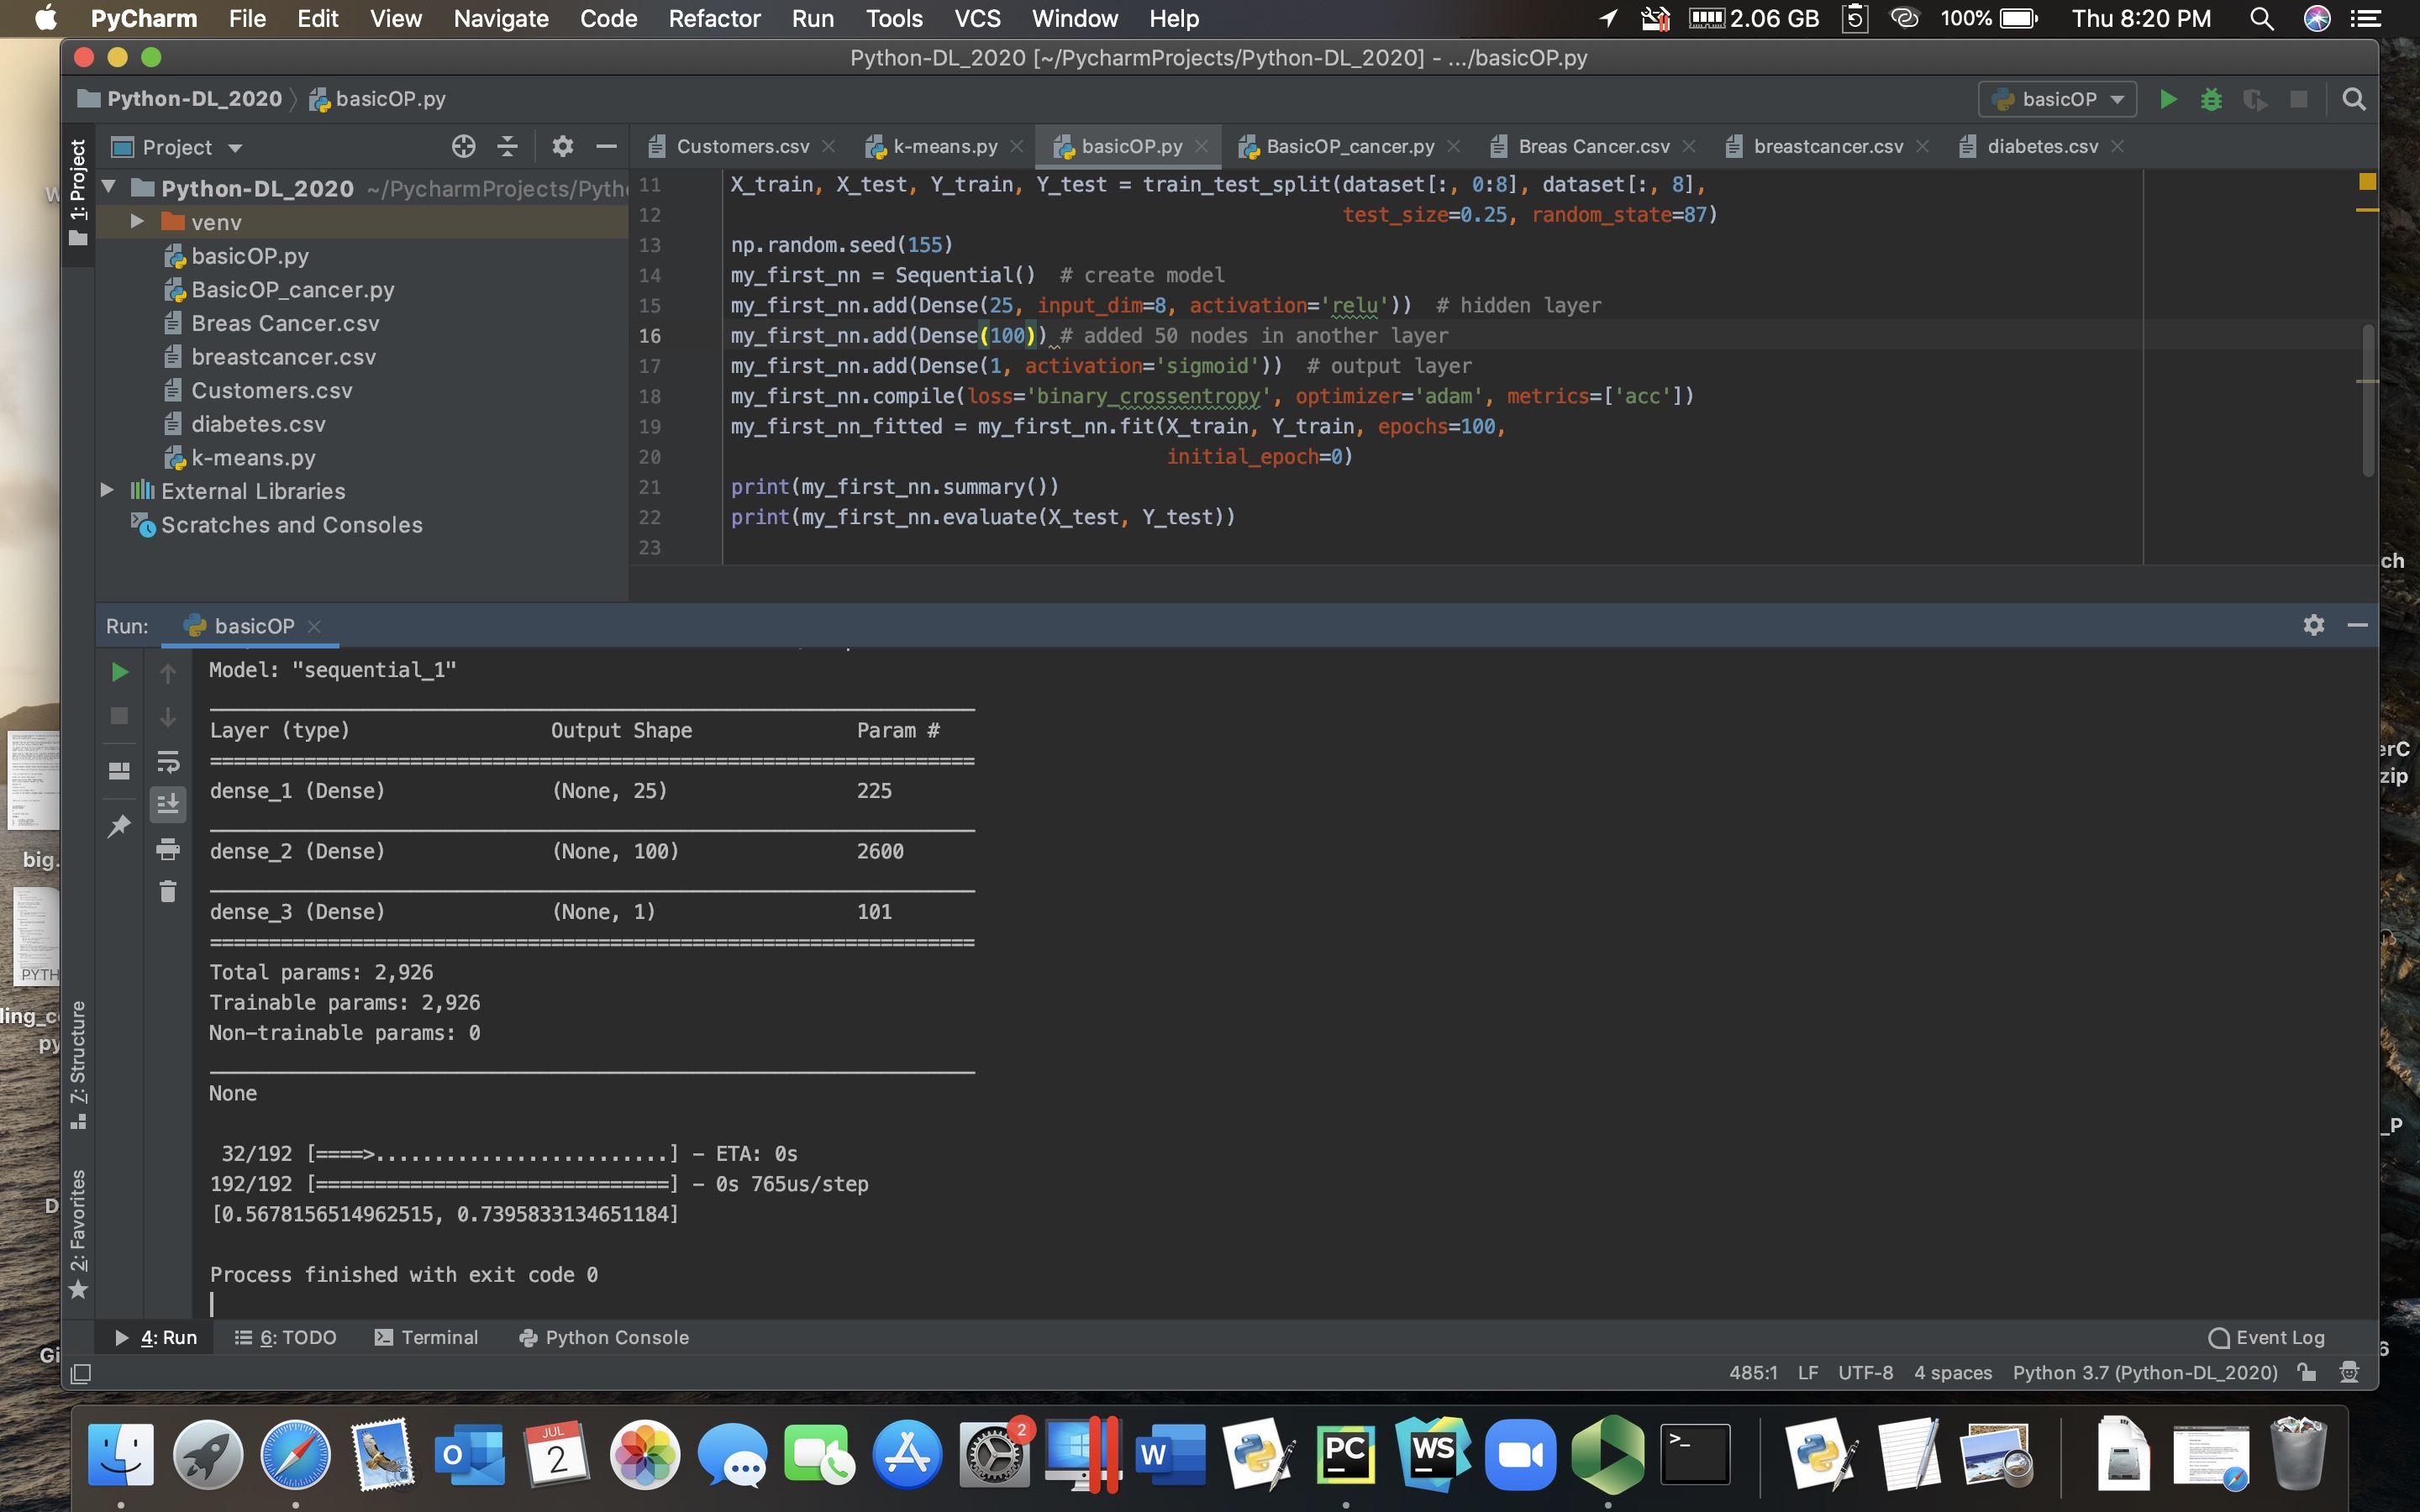 PyCharm File Edit View Navigate Code Refactor Run Tools VCS Window Help 2.06 GB 100% Thu 8:20 PM
Python-DL_2020 [~/PycharmProjects/Python-DL_2020] - .../basicOP.py
Python-DL_2020 basicOP.py basicOP
1: Project
Project
Python-DL_2020 ~/PycharmProjects/Pyth
venv
basicOP.py
BasicOP_cancer.py
Breas Cancer.csv
breastcancer.csv
Customers.csv
diabetes.csv
k-means.py
External Libraries
Scratches and Consoles
Customers.csv k-means.py basicOP.py BasicOP_cancer.py Breas Cancer.csv breastcancer.csv diabetes.csv
11 X_train, X_test, Y_train, Y_test = train_test_split(dataset[:, 0:8], dataset[:, 8],
12 test_size=0.25, random_state=87)
13 np.random.seed(155)
14 my_first_nn = Sequential() # create model
15 my_first_nn.add(Dense(25, input_dim=8, activation='relu')) # hidden layer
16 my_first_nn.add(Dense(100)) # added 50 nodes in another layer
17 my_first_nn.add(Dense(1, activation='sigmoid')) # output layer
18 my_first_nn.compile(loss='binary_crossentropy', optimizer='adam', metrics=['acc'])
19 my_first_nn_fitted = my_first_nn.fit(X_train, Y_train, epochs=100,
20 initial_epoch=0)
21 print(my_first_nn.summary())
22 print(my_first_nn.evaluate(X_test, Y_test))
23
Run: basicOP
Model: "sequential_1"
_________________________________________________________________
Layer (type) Output Shape Param #
=================================================================
dense_1 (Dense) (None, 25) 225
_________________________________________________________________
dense_2 (Dense) (None, 100) 2600
_________________________________________________________________
dense_3 (Dense) (None, 1) 101
=================================================================
Total params: 2,926
Trainable params: 2,926
Non-trainable params: 0
_________________________________________________________________
None
32/192 [====>.........................] - ETA: 0s
192/192 [==============================] - 0s 765us/step
[0.5678156514962515, 0.7395833134651184]
Process finished with exit code 0
Z: Structure
2: Favorites
4: Run 6: TODO Terminal Python Console Event Log
485:1 LF UTF-8 4 spaces Python 3.7 (Python-DL_2020)
big.
PYTH
ling_c
py
D
Gi
ch
erC
zip
_P
6
JUL
2
2
O
W
PC
WS
>_